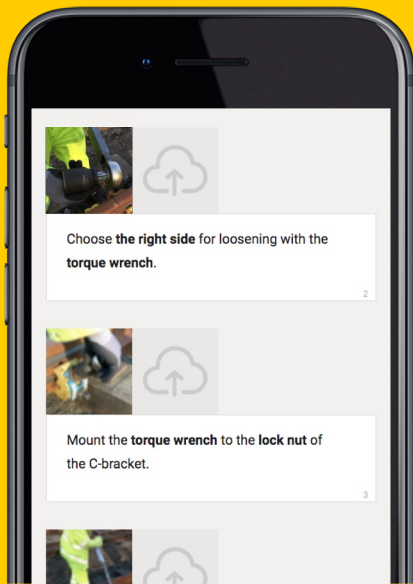 Choose the right side for loosening with the
torque wrench.
2
Mount the torque wrench to the lock nut of
the C-bracket.
3